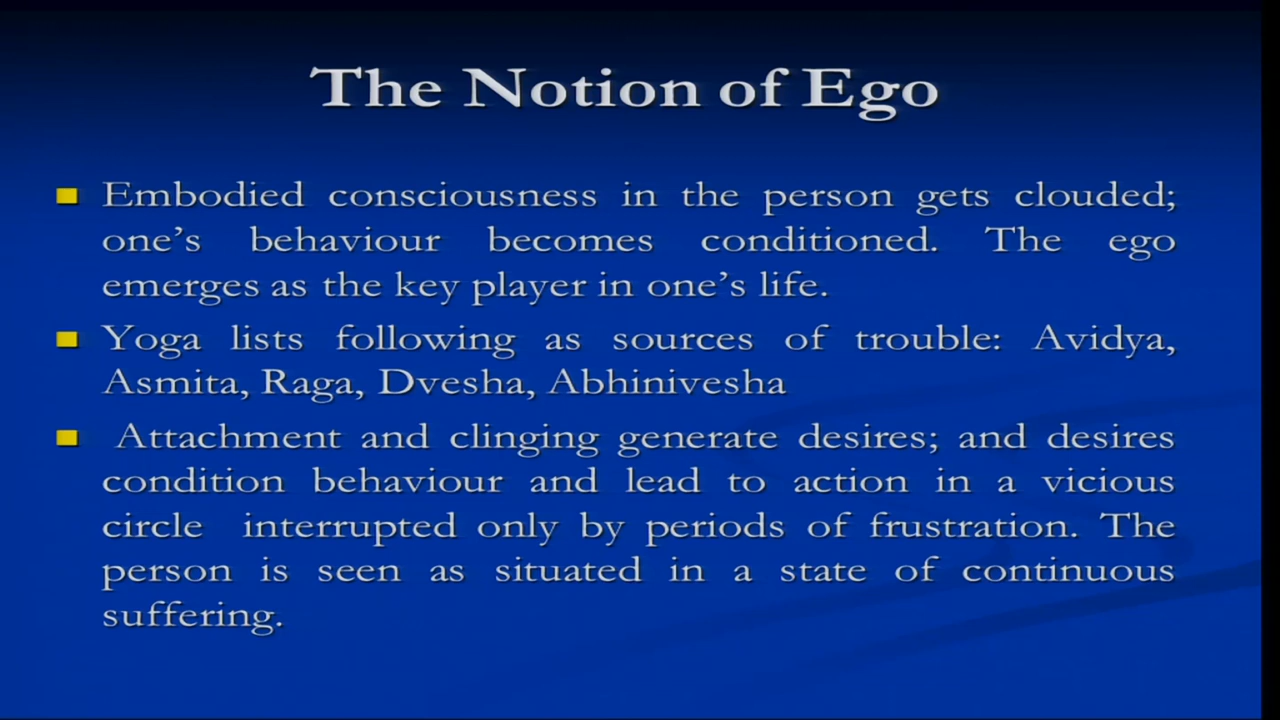 The Notion of Ego
Embodied consciousness in the person gets clouded;
one's behaviour becomes conditioned. The ego
emerges as the key player in one's life.
Yoga lists following as sources of trouble: Avidya,
Asmita, Raga, Dvesha, Abhinivesha
Attachment and clinging generate desires; and desires
condition behaviour and lead to action in a vicious
circle interrupted only by periods of frustration. The
person is seen as situated in a state of continuous
suffering.